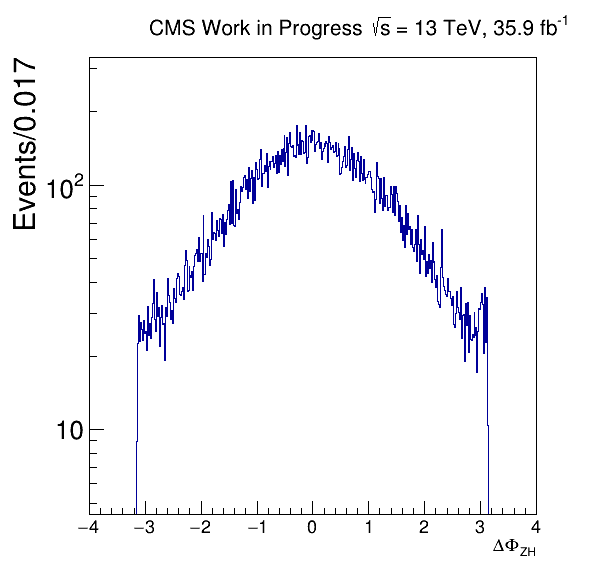 CMS Work in Progress √s = 13 TeV, 35.9 fb⁻¹
Events/0.017
10²
10
−4 −3 −2 −1 0 1 2 3 4
ΔΦ_ZH